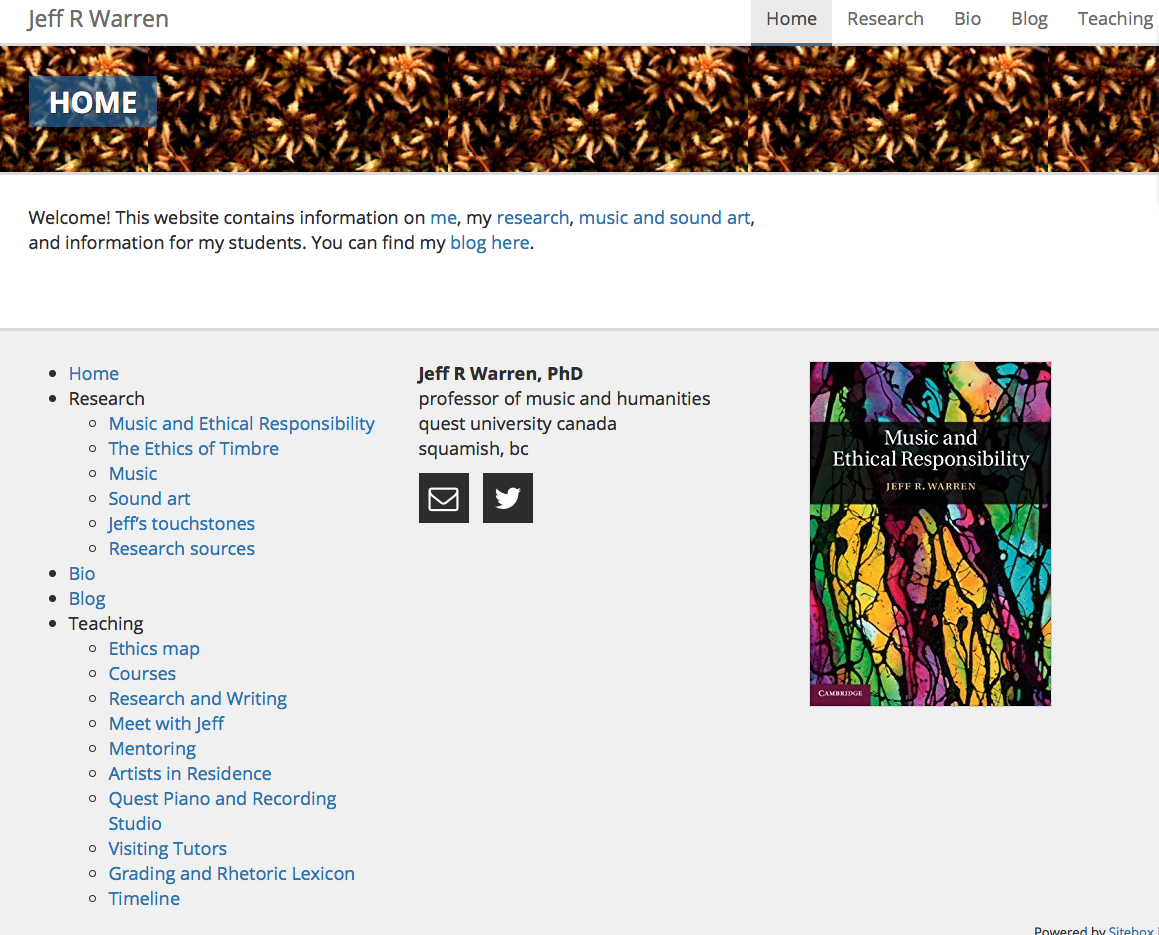 Jeff R Warren
Home Research Bio Blog Teaching
HOME
Welcome! This website contains information on me, my research, music and sound art,
and information for my students. You can find my blog here.
Home
Research
Music and Ethical Responsibility
The Ethics of Timbre
Music
Sound art
Jeff's touchstones
Research sources
Bio
Blog
Teaching
Ethics map
Courses
Research and Writing
Meet with Jeff
Mentoring
Artists in Residence
Quest Piano and Recording
Studio
Visiting Tutors
Grading and Rhetoric Lexicon
Timeline
Jeff R Warren, PhD
professor of music and humanities
quest university canada
squamish, bc
Music and
Ethical Responsibility
JEFF R. WARREN
CAMBRIDGE
Powered by Sitebox